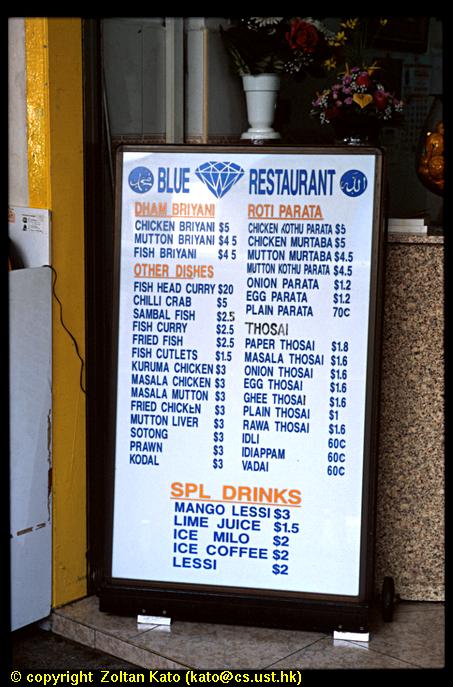 محمد BLUE RESTAURANT الله
DHAM BRIYANI
CHICKEN BRIYANI $5
MUTTON BRIYANI $4 5
FISH BRIYANI $4 5
OTHER DISHES
FISH HEAD CURRY $20
CHILLI CRAB $5
SAMBAL FISH $2.5
FISH CURRY $2.5
FRIED FISH $2.5
FISH CUTLETS $1.5
KURUMA CHICKEN $3
MASALA CHICKEN $3
MASALA MUTTON $3
FRIED CHICKEN $3
MUTTON LIVER $3
SOTONG $3
PRAWN $3
KODAL $3
ROTI PARATA
CHICKEN KOTHU PARATA $5
CHICKEN MURTABA $5
MUTTON MURTABA $4.5
MUTTON KOTHU PARATA $4.5
ONION PARATA $1.2
EGG PARATA $1.2
PLAIN PARATA 70C
THOSAI
PAPER THOSAI $1.8
MASALA THOSAI $1.6
ONION THOSAI $1.6
EGG THOSAI $1.6
GHEE THOSAI $1.6
PLAIN THOSAI $1
RAWA THOSAI $1.6
IDLI 60C
IDIAPPAM 60C
VADAI 60C
SPL DRINKS
MANGO LESSI $3
LIME JUICE $1.5
ICE MILO $2
ICE COFFEE $2
LESSI $2
© copyright Zoltan Kato (kato@cs.ust.hk)